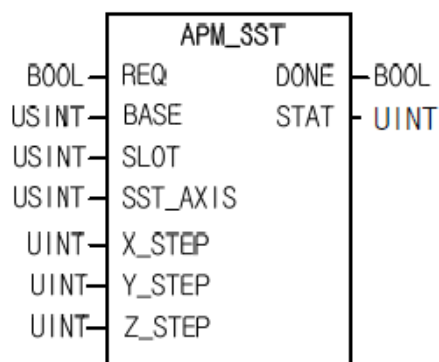 APM_SST
BOOL REQ DONE BOOL
USINT BASE STAT UINT
USINT SLOT
USINT SST_AXIS
UINT X_STEP
UINT Y_STEP
UINT Z_STEP